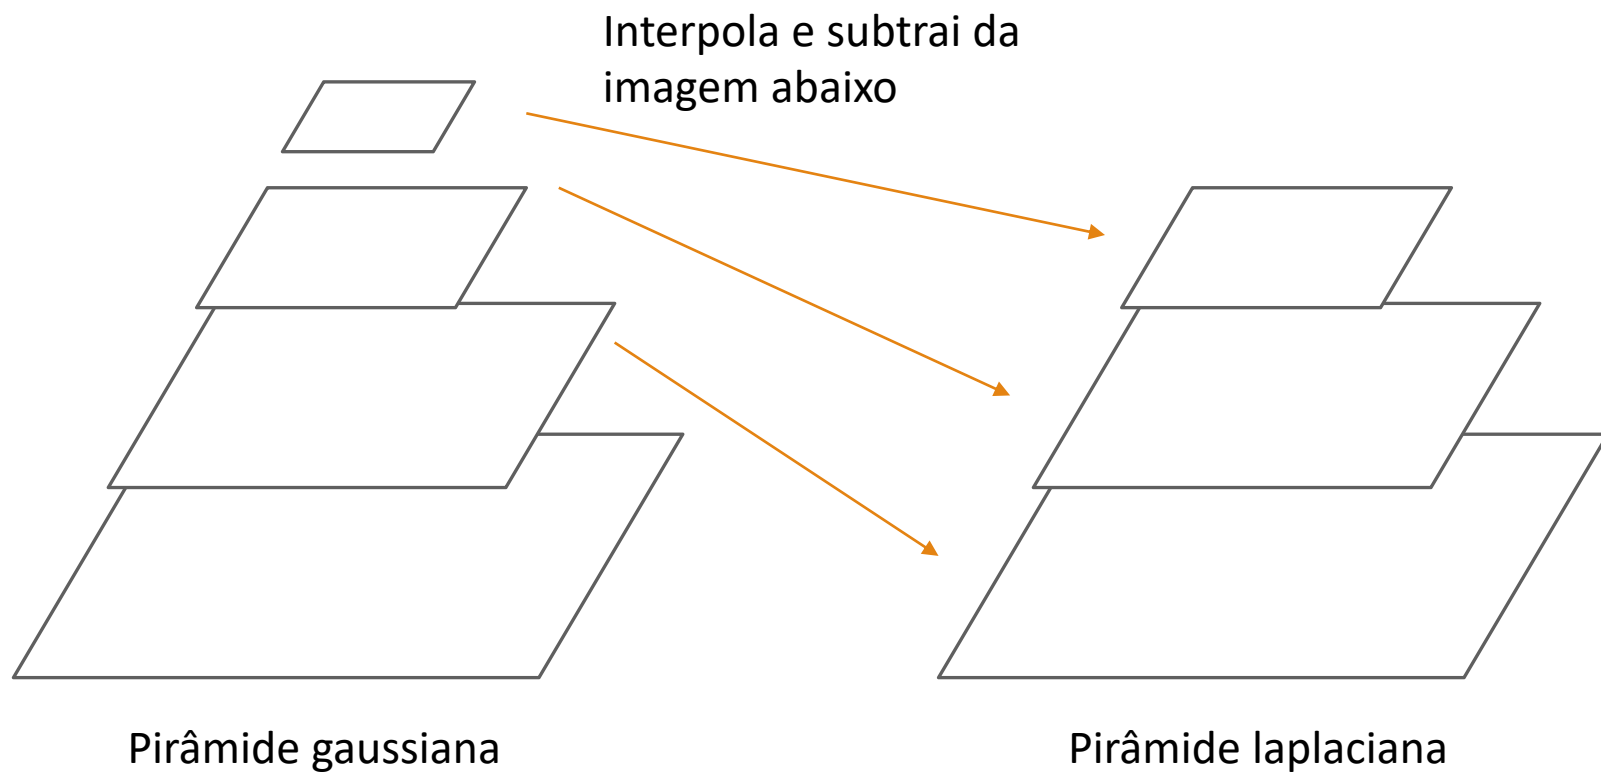 Interpola e subtrai da
imagem abaixo
Pirâmide gaussiana
Pirâmide laplaciana